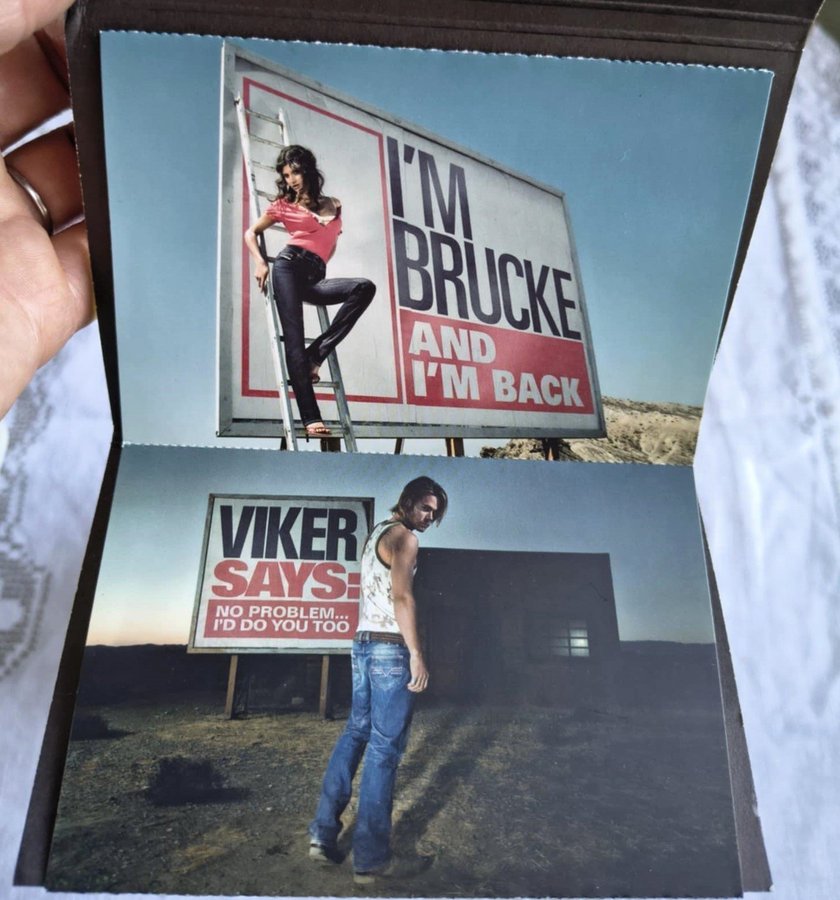 I'M
BRUCKE
AND
I'M BACK
VIKER
SAYS:
NO PROBLEM...
I'D DO YOU TOO